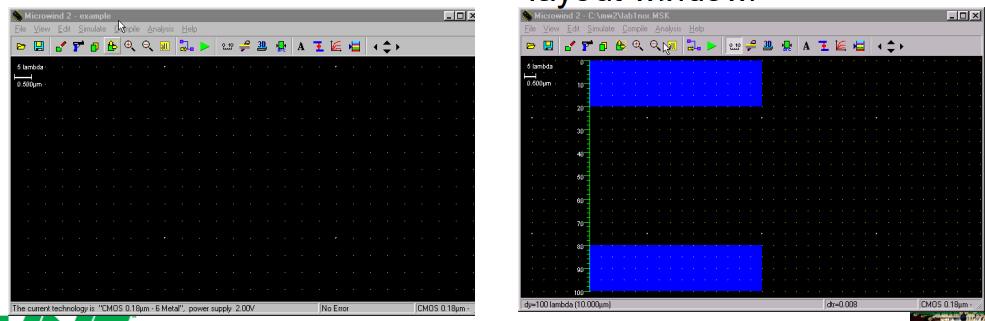 layout window.
Microwind 2 - example
File View Edit Simulate Compile Analysis Help
5 lambda
0.500µm
The current technology is "CMOS 0.18µm - 6 Metal", power supply 2.00V
No Error
CMOS 0.18µm -
Microwind 2 - C:\mw2\lab1nor.MSK
File View Edit Simulate Compile Analysis Help
5 lambda
0.500µm
0
10
20
30
40
50
60
70
80
90
100
dy=100 lambda (10.000µm)
dtr=0.008
CMOS 0.18µm -